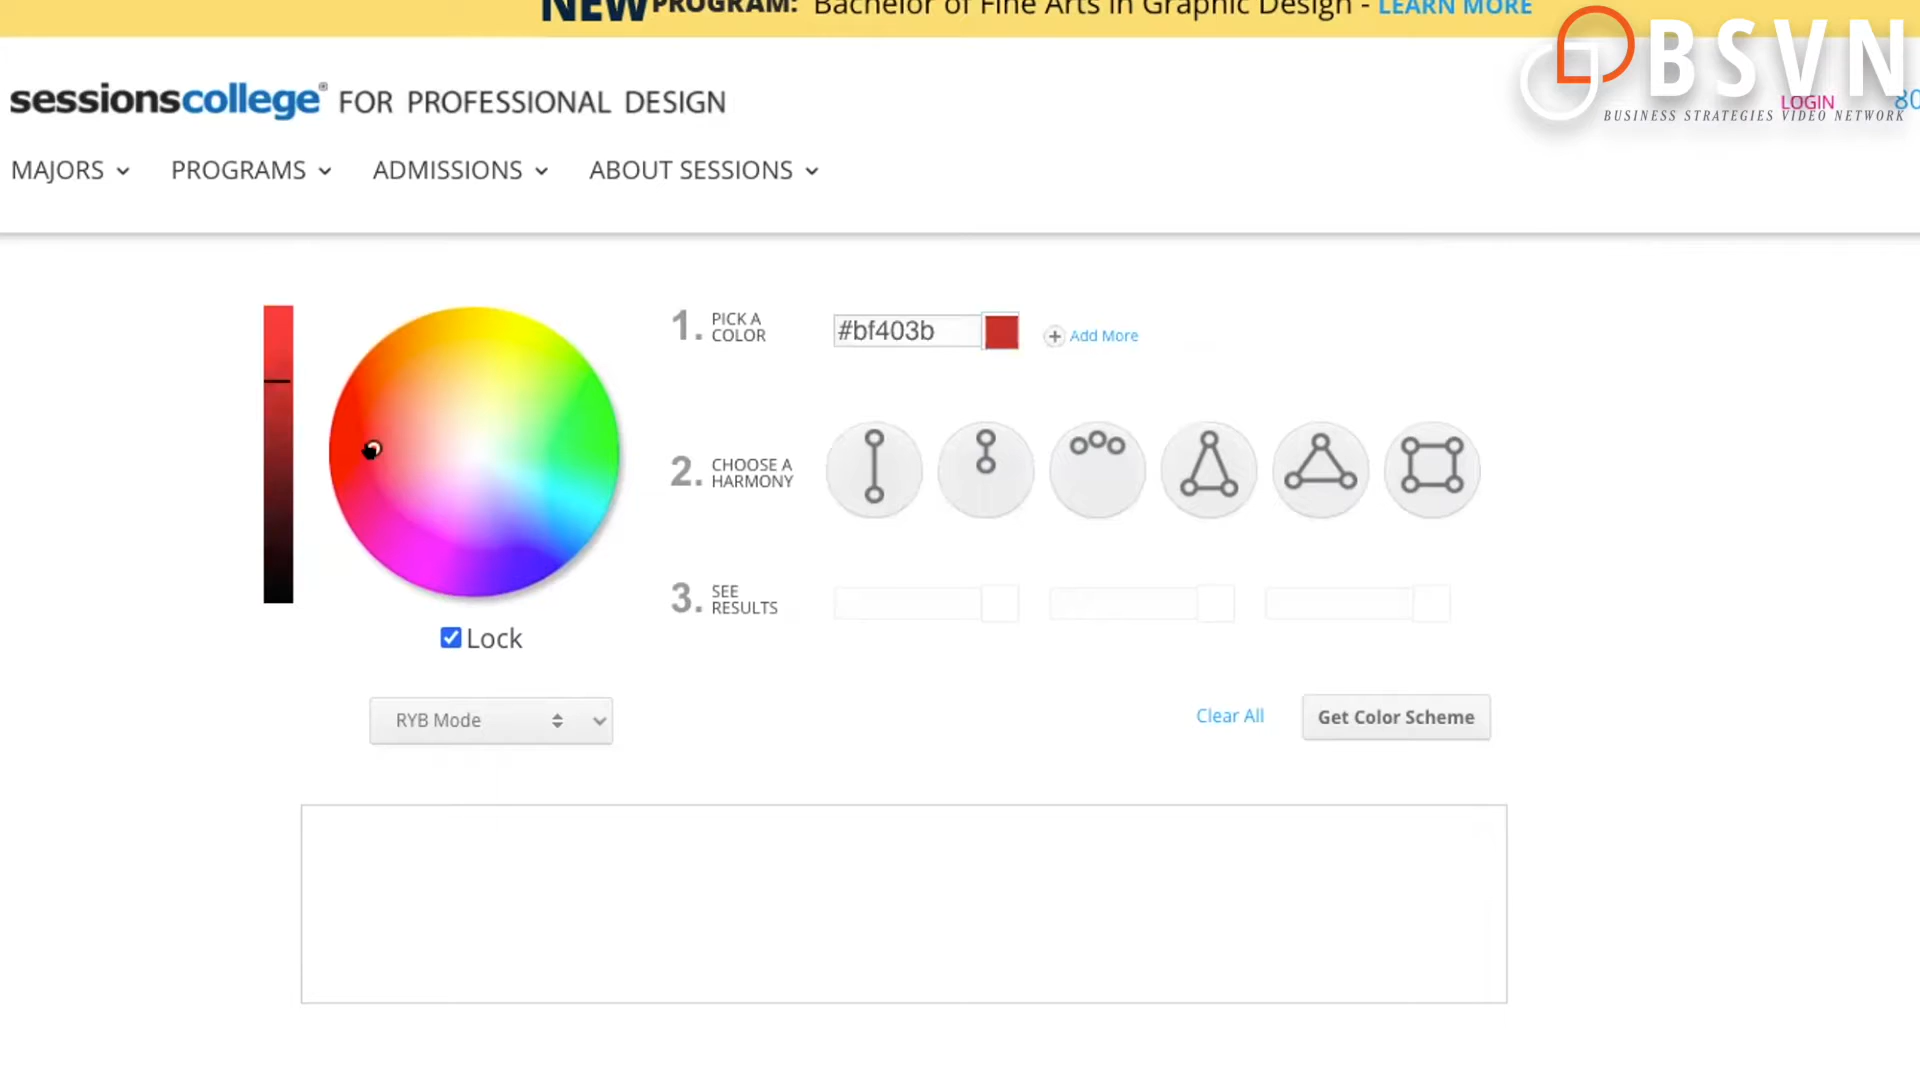 NEW PROGRAM: Bachelor of Fine Arts in Graphic Design - LEARN MORE
BSVN
BUSINESS STRATEGIES VIDEO NETWORK
sessionscollege® FOR PROFESSIONAL DESIGN
LOGIN
80
MAJORS
PROGRAMS
ADMISSIONS
ABOUT SESSIONS
1. PICK A
COLOR
#bf403b
Add More
2. CHOOSE A
HARMONY
3. SEE
RESULTS
Lock
RYB Mode
Clear All
Get Color Scheme